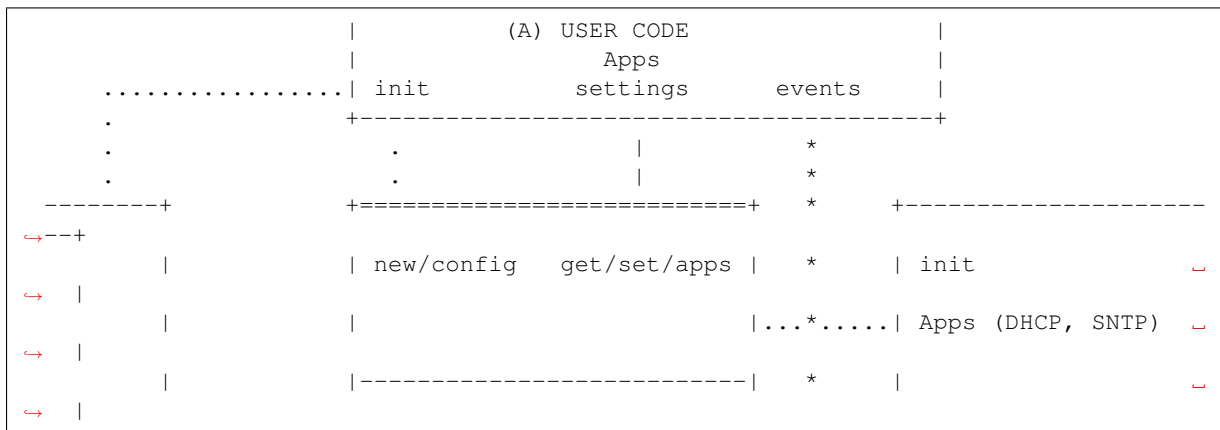 |          (A) USER CODE                 |
                       |                 Apps                   |
      .................| init          settings      events     |
      .                +----------------------------------------+
      .                   .                |           *
      .                   .                |           *
  --------+            +===========================+   *     +---------------------
↪--+
          |            | new/config   get/set/apps |   *     | init               ␣
↪  |
          |            |                           |...*.....| Apps (DHCP, SNTP)  ␣
↪  |
          |            |---------------------------|   *     |                    ␣
↪  |